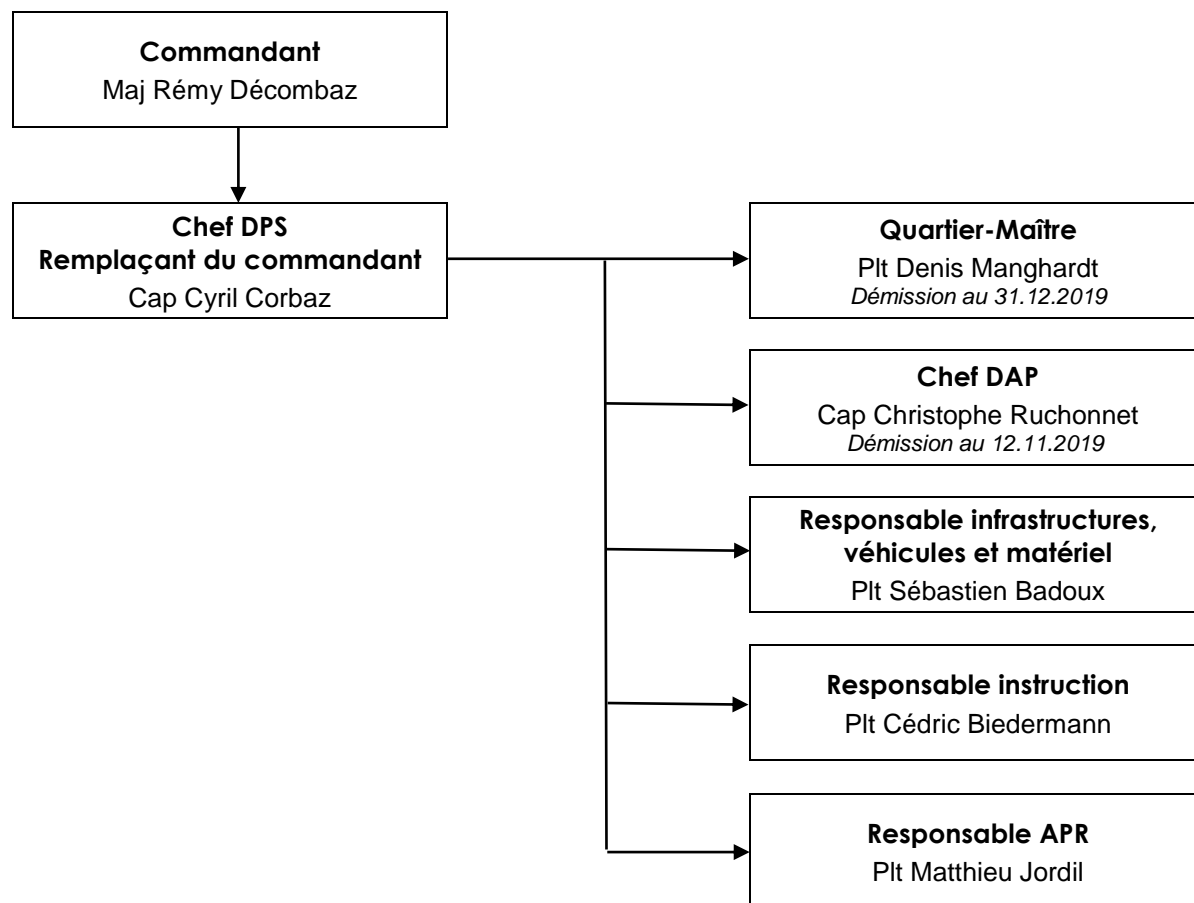 Commandant
Maj Rémy Décombaz
Chef DPS
Remplaçant du commandant
Cap Cyril Corbaz
Quartier-Maître
Plt Denis Manghardt
Démission au 31.12.2019
Chef DAP
Cap Christophe Ruchonnet
Démission au 12.11.2019
Responsable infrastructures,
véhicules et matériel
Plt Sébastien Badoux
Responsable instruction
Plt Cédric Biedermann
Responsable APR
Plt Matthieu Jordil